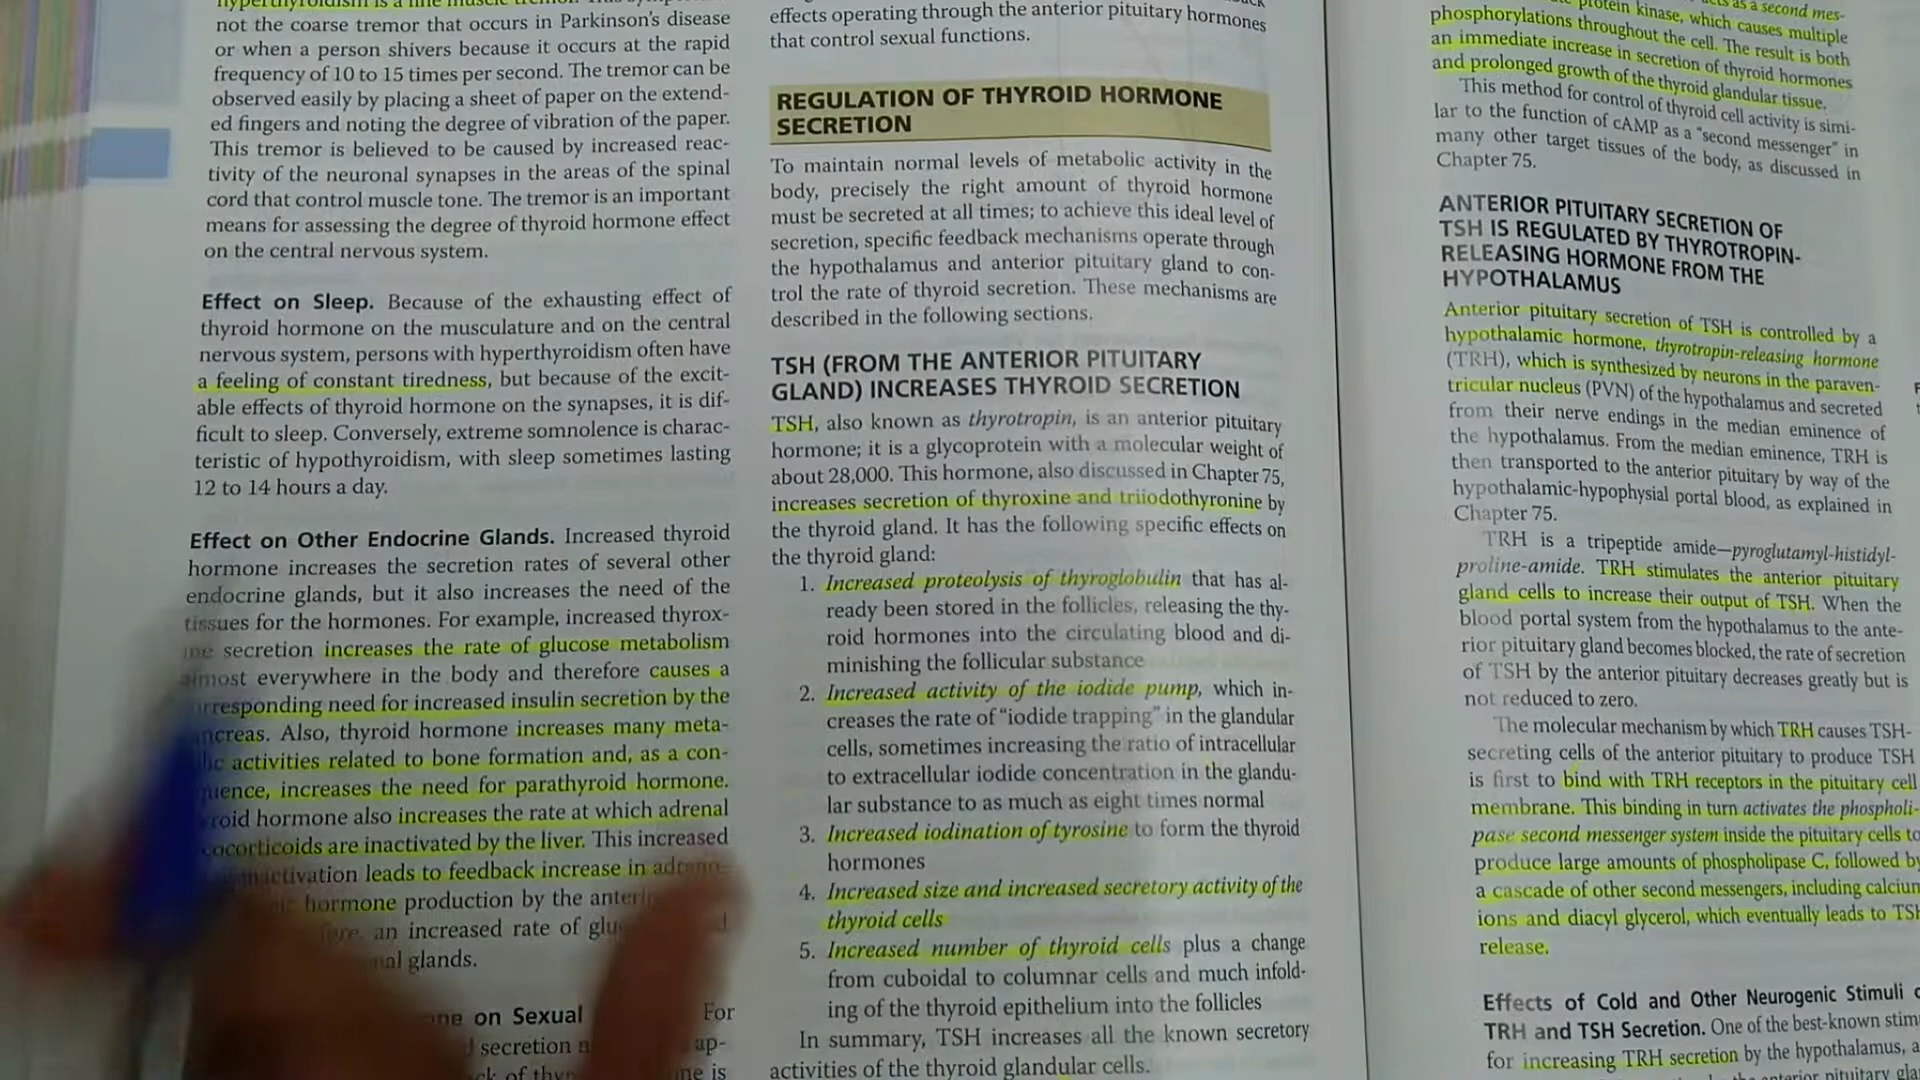 hyperthyroidism is a fine muscle tremor. This
not the coarse tremor that occurs in Parkinson's disease
or when a person shivers because it occurs at the rapid
frequency of 10 to 15 times per second. The tremor can be
observed easily by placing a sheet of paper on the extend-
ed fingers and noting the degree of vibration of the paper.
This tremor is believed to be caused by increased reac-
tivity of the neuronal synapses in the areas of the spinal
cord that control muscle tone. The tremor is an important
means for assessing the degree of thyroid hormone effect
on the central nervous system.
Effect on Sleep. Because of the exhausting effect of
thyroid hormone on the musculature and on the central
nervous system, persons with hyperthyroidism often have
a feeling of constant tiredness, but because of the excit-
able effects of thyroid hormone on the synapses, it is dif-
ficult to sleep. Conversely, extreme somnolence is charac-
teristic of hypothyroidism, with sleep sometimes lasting
12 to 14 hours a day.
Effect on Other Endocrine Glands. Increased thyroid
hormone increases the secretion rates of several other
endocrine glands, but it also increases the need of the
tissues for the hormones. For example, increased thyrox-
ine secretion increases the rate of glucose metabolism
almost everywhere in the body and therefore causes a
rresponding need for increased insulin secretion by the
ncreas. Also, thyroid hormone increases many meta-
lic activities related to bone formation and, as a con-
uence, increases the need for parathyroid hormone.
roid hormone also increases the rate at which adrenal
cocorticoids are inactivated by the liver. This increased
inactivation leads to feedback increase in adreno-
hormone production by the anteri
an increased rate of glu
nal glands.
one on Sexual For
secretion a ap-
ck of thyr ne is
effects operating through the anterior pituitary hormones
that control sexual functions.
REGULATION OF THYROID HORMONE
SECRETION
To maintain normal levels of metabolic activity in the
body, precisely the right amount of thyroid hormone
must be secreted at all times; to achieve this ideal level of
secretion, specific feedback mechanisms operate through
the hypothalamus and anterior pituitary gland to con-
trol the rate of thyroid secretion. These mechanisms are
described in the following sections.
TSH (FROM THE ANTERIOR PITUITARY
GLAND) INCREASES THYROID SECRETION
TSH, also known as thyrotropin, is an anterior pituitary
hormone; it is a glycoprotein with a molecular weight of
about 28,000. This hormone, also discussed in Chapter 75,
increases secretion of thyroxine and triiodothyronine by
the thyroid gland. It has the following specific effects on
the thyroid gland:
1. Increased proteolysis of thyroglobulin that has al-
ready been stored in the follicles, releasing the thy-
roid hormones into the circulating blood and di-
minishing the follicular substance
2. Increased activity of the iodide pump, which in-
creases the rate of "iodide trapping" in the glandular
cells, sometimes increasing the ratio of intracellular
to extracellular iodide concentration in the glandu-
lar substance to as much as eight times normal
3. Increased iodination of tyrosine to form the thyroid
hormones
4. Increased size and increased secretory activity of the
thyroid cells
5. Increased number of thyroid cells plus a change
from cuboidal to columnar cells and much infold-
ing of the thyroid epithelium into the follicles
In summary, TSH increases all the known secretory
activities of the thyroid glandular cells.
as a second mes-
protein kinase, which causes multiple
phosphorylations throughout the cell. The result is both
an immediate increase in secretion of thyroid hormones
and prolonged growth of the thyroid glandular tissue.
This method for control of thyroid cell activity is simi-
lar to the function of cAMP as a "second messenger" in
many other target tissues of the body, as discussed in
Chapter 75.
ANTERIOR PITUITARY SECRETION OF
TSH IS REGULATED BY THYROTROPIN-
RELEASING HORMONE FROM THE
HYPOTHALAMUS
Anterior pituitary secretion of TSH is controlled by a
hypothalamic hormone, thyrotropin-releasing hormone
(TRH), which is synthesized by neurons in the paraven-
tricular nucleus (PVN) of the hypothalamus and secreted
from their nerve endings in the median eminence of
the hypothalamus. From the median eminence, TRH is
then transported to the anterior pituitary by way of the
hypothalamic-hypophysial portal blood, as explained in
Chapter 75.
TRH is a tripeptide amide—pyroglutamyl-histidyl-
proline-amide. TRH stimulates the anterior pituitary
gland cells to increase their output of TSH. When the
blood portal system from the hypothalamus to the ante-
rior pituitary gland becomes blocked, the rate of secretion
of TSH by the anterior pituitary decreases greatly but is
not reduced to zero.
The molecular mechanism by which TRH causes TSH-
secreting cells of the anterior pituitary to produce TSH
is first to bind with TRH receptors in the pituitary cell
membrane. This binding in turn activates the phospholi-
pase second messenger system inside the pituitary cells to
produce large amounts of phospholipase C, followed by
a cascade of other second messengers, including calcium
ions and diacyl glycerol, which eventually leads to TSH
release.
Effects of Cold and Other Neurogenic Stimuli o
TRH and TSH Secretion. One of the best-known stim
for increasing TRH secretion by the hypothalamus, a